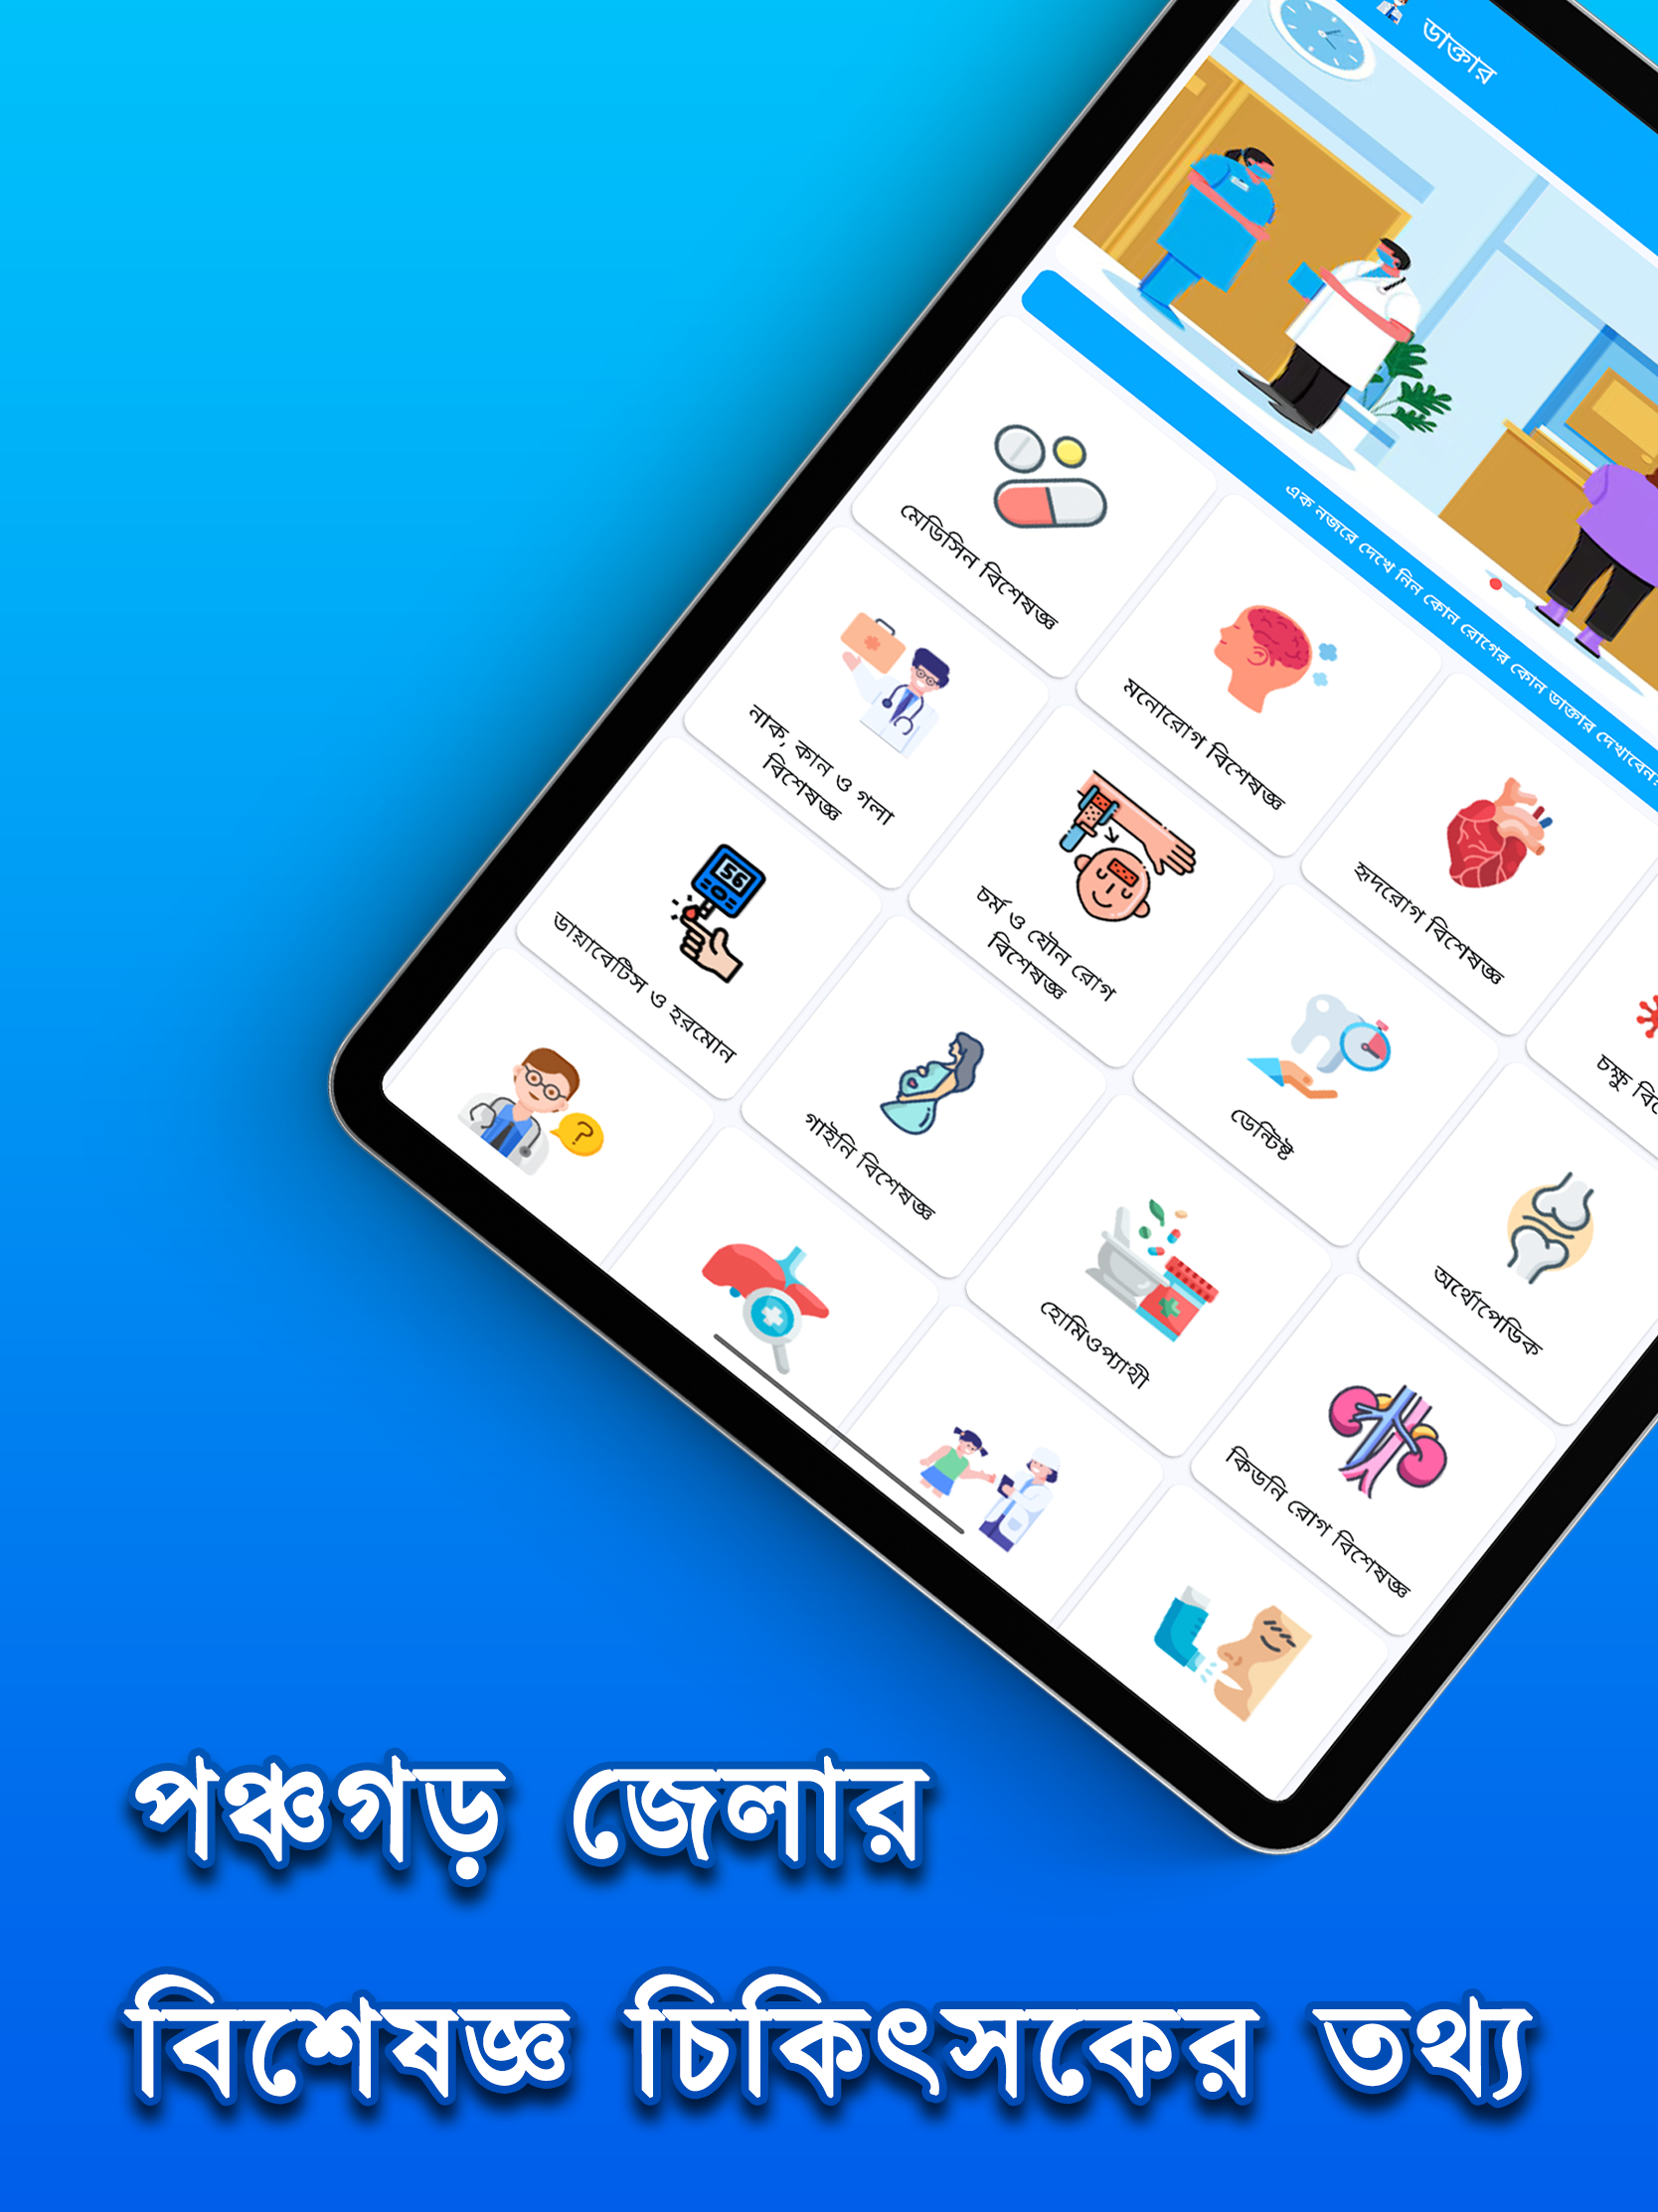 ডাক্তার
এক নজরে দেখে নিন কোন রোগের কোন ডাক্তার দেখাবেন?
মেডিসিন বিশেষজ্ঞ
মনোরোগ বিশেষজ্ঞ
হৃদরোগ বিশেষজ্ঞ
চক্ষু
নাক, কান ও গলা
বিশেষজ্ঞ
চর্ম ও যৌন রোগ
বিশেষজ্ঞ
ডেন্টিষ্ট
অর্থোপেডিক
56
ডায়াবেটিস ও হরমোন
গাইনি বিশেষজ্ঞ
হোমিওপ্যাথী
কিডনি রোগ বিশেষজ্ঞ
?
পঞ্চগড় জেলার
বিশেষজ্ঞ চিকিৎসকের তথ্য